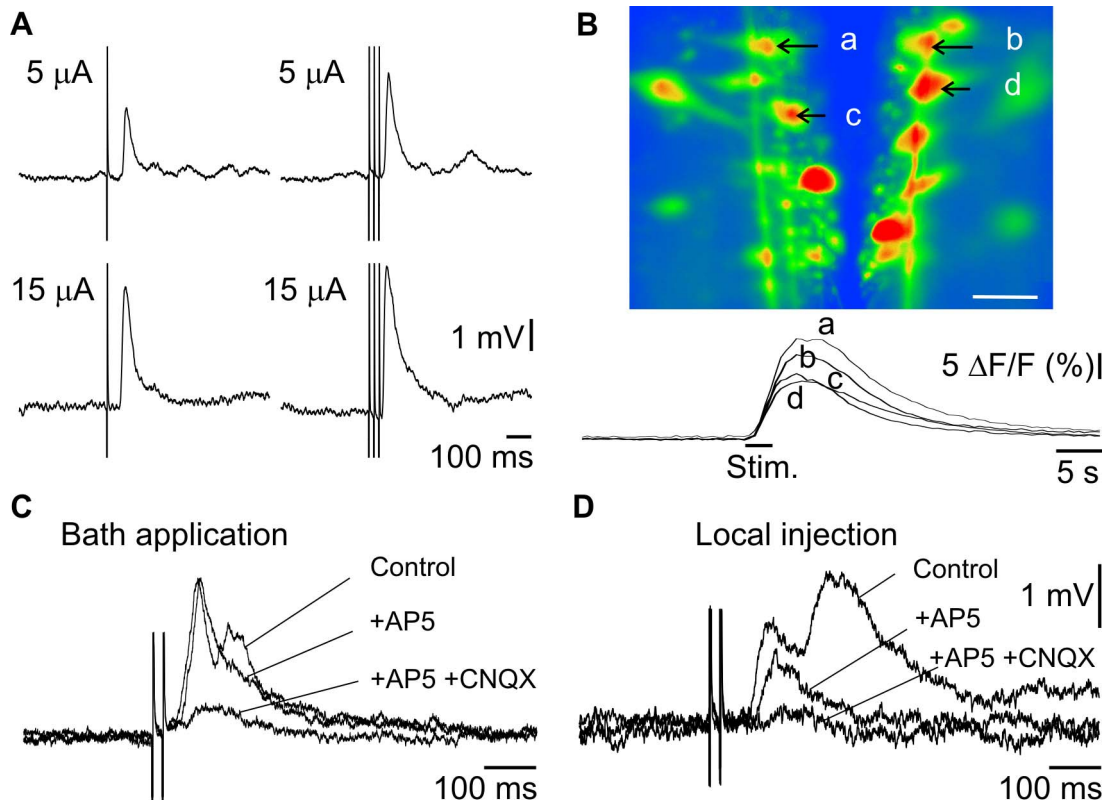 A
5 μA
5 μA
15 μA
15 μA
1 mV
100 ms
B
a
b
d
c
a
b
c
d
5 ΔF/F (%)
Stim.
5 s
C
Bath application
Control
+AP5
+AP5 +CNQX
100 ms
D
Local injection
Control
+AP5
+AP5 +CNQX
1 mV
100 ms